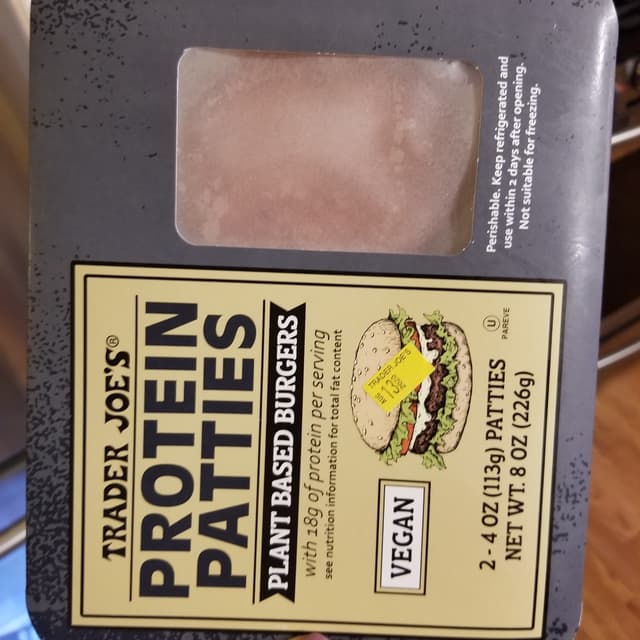 TRADER JOE'S®
PROTEIN
PATTIES
PLANT BASED BURGERS
with 18g of protein per serving
see nutrition information for total fat content
TRADER JOE'S
VEGAN
2 - 4 OZ (113g) PATTIES
NET WT. 8 OZ (226g)
U
PAREVE
Perishable. Keep refrigerated and
use within 2 days after opening.
Not suitable for freezing.